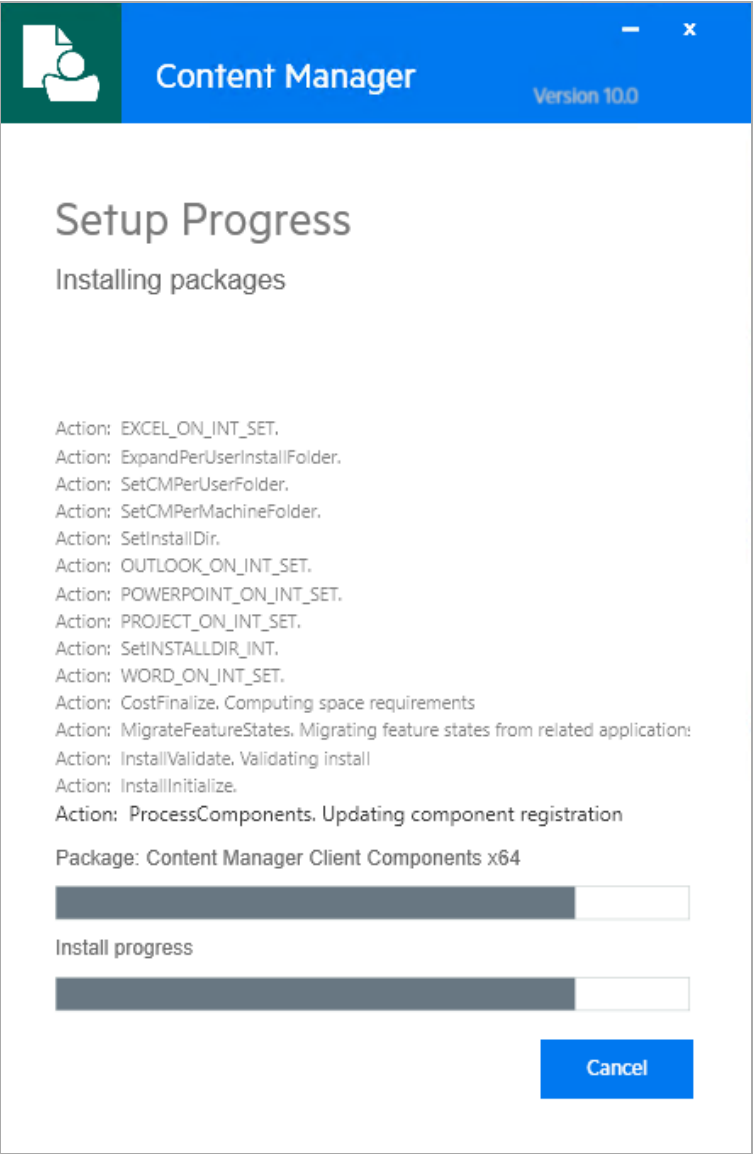 Content Manager
Version 10.0
Setup Progress
Installing packages
Action: EXCEL_ON_INT_SET.
Action: ExpandPerUserInstallFolder.
Action: SetCMPerUserFolder.
Action: SetCMPerMachineFolder.
Action: SetInstallDir.
Action: OUTLOOK_ON_INT_SET.
Action: POWERPOINT_ON_INT_SET.
Action: PROJECT_ON_INT_SET.
Action: SetINSTALLDIR_INT.
Action: WORD_ON_INT_SET.
Action: CostFinalize. Computing space requirements
Action: MigrateFeatureStates. Migrating feature states from related applications
Action: InstallValidate. Validating install
Action: InstallInitialize.
Action: ProcessComponents. Updating component registration
Package: Content Manager Client Components x64
Install progress
Cancel